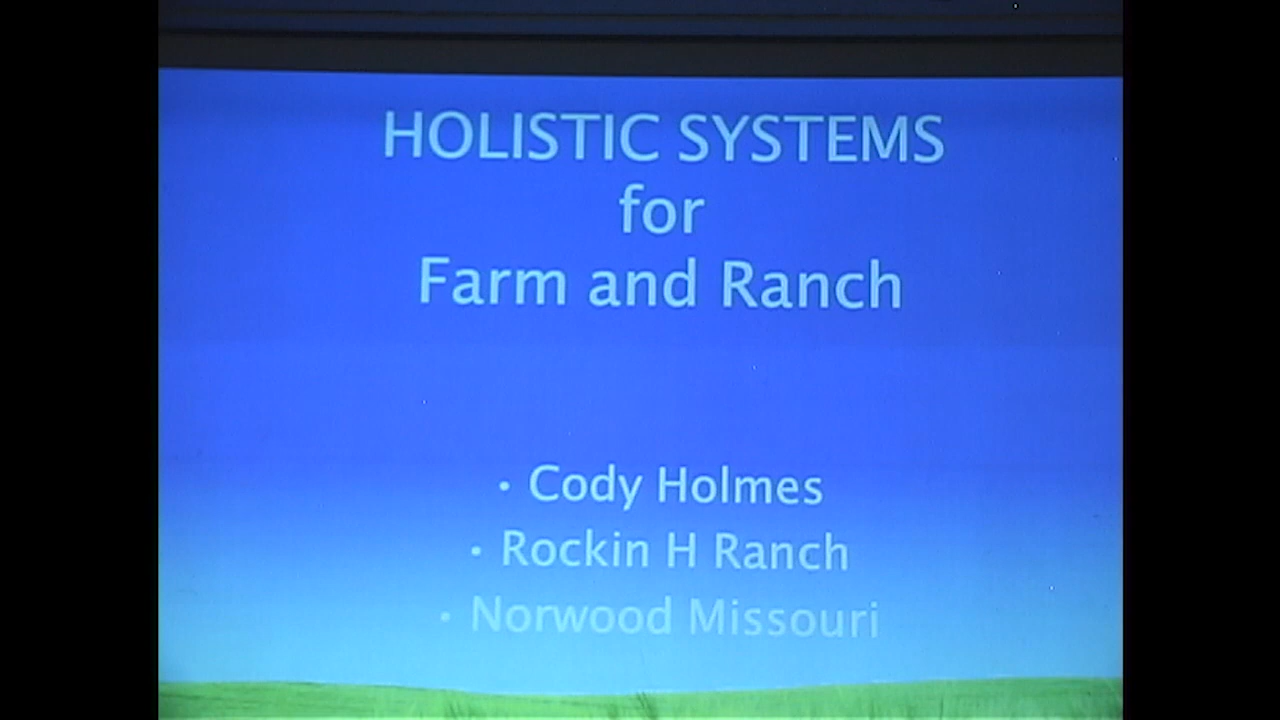 HOLISTIC SYSTEMS
for
Farm and Ranch
• Cody Holmes
• Rockin H Ranch
• Norwood Missouri